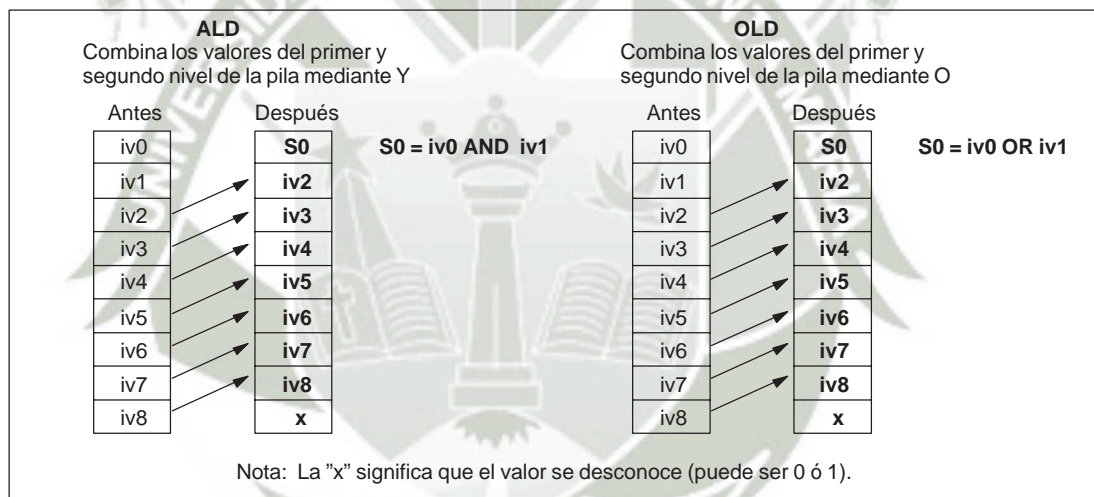 ALD
Combina los valores del primer y
segundo nivel de la pila mediante Y
Antes
Después
iv0
iv1
iv2
iv3
iv4
iv5
iv6
iv7
iv8
S0
iv2
iv3
iv4
iv5
iv6
iv7
iv8
x
S0 = iv0 AND iv1
OLD
Combina los valores del primer y
segundo nivel de la pila mediante O
Antes
Después
iv0
iv1
iv2
iv3
iv4
iv5
iv6
iv7
iv8
S0
iv2
iv3
iv4
iv5
iv6
iv7
iv8
x
S0 = iv0 OR iv1
Nota: La ”x” significa que el valor se desconoce (puede ser 0 ó 1).